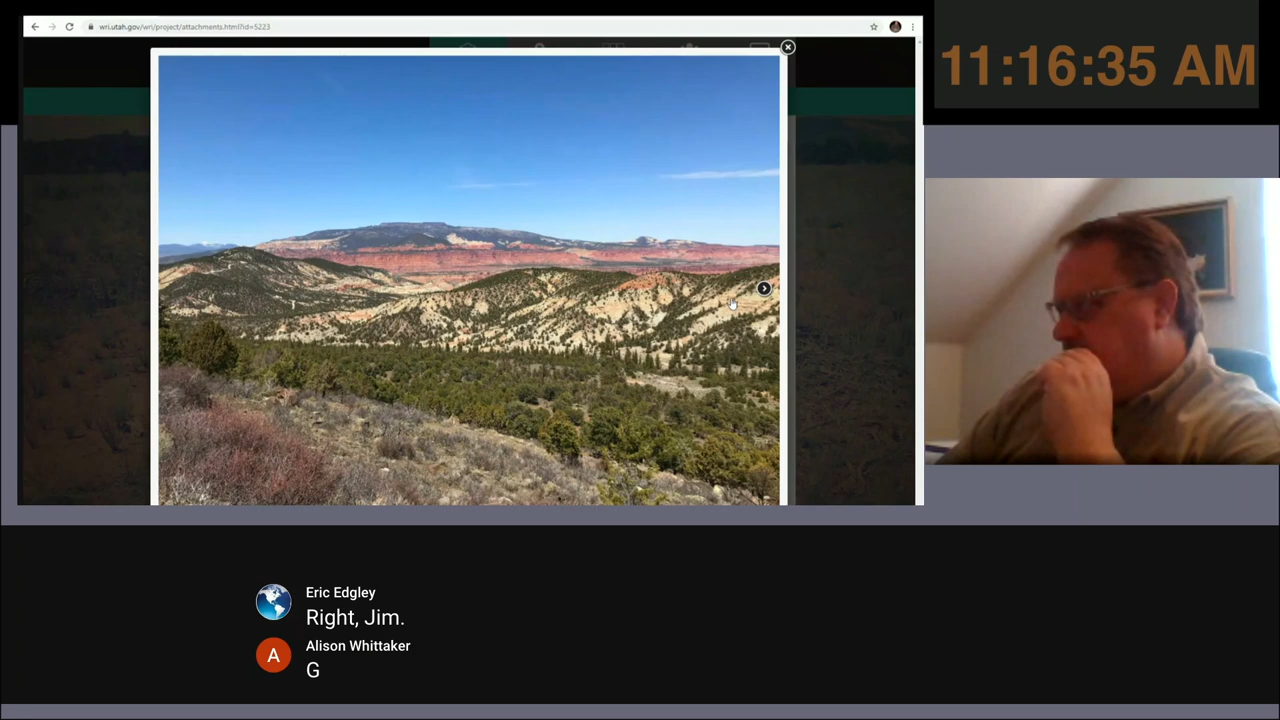 wri.utah.gov/wri/project/attachments.html?id=5223
11:16:35 AM
Eric Edgley
Right, Jim.
A
Alison Whittaker
G